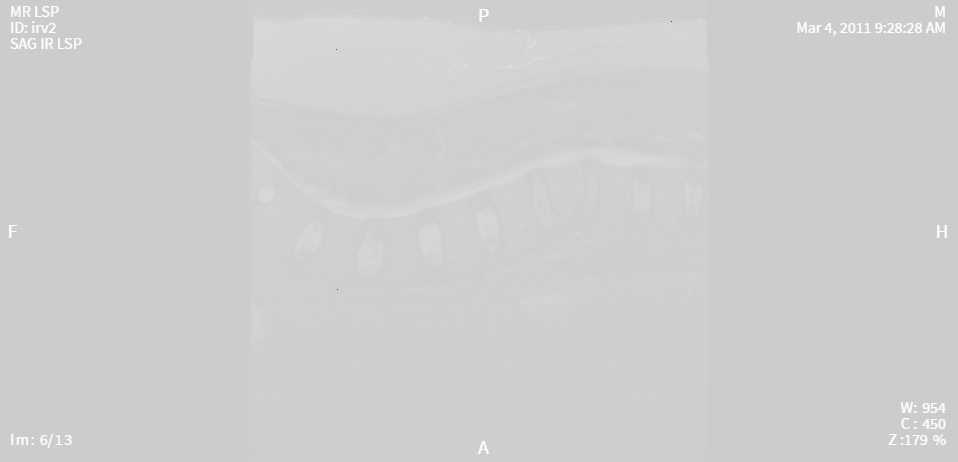 MR LSP
ID: irv2
SAG IR LSP
P
M
Mar 4, 2011 9:28:28 AM
F
H
Im: 6/13
A
W: 954
C : 450
Z :179 %